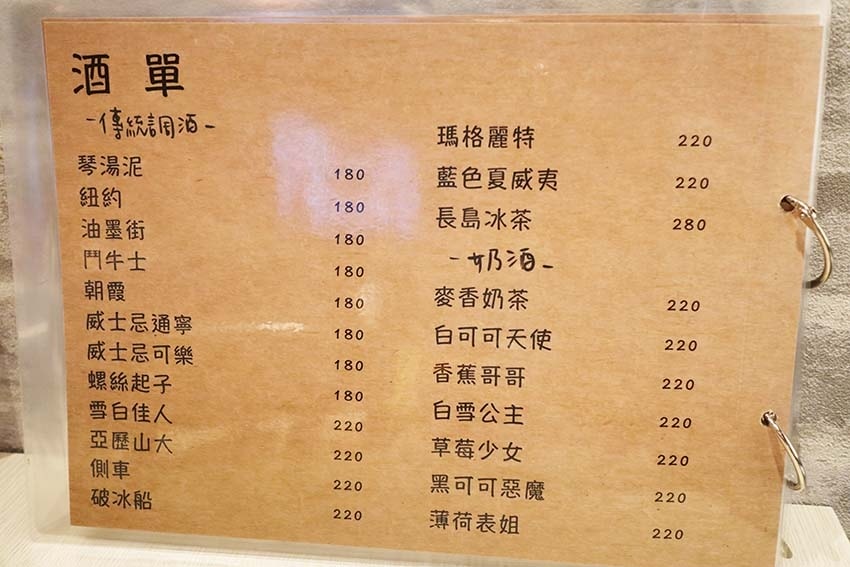 酒單
-傳統調酒-
琴湯泥 180
紐約 180
油墨街 180
鬥牛士 180
朝霞 180
威士忌通寧 180
威士忌可樂 180
螺絲起子 180
雪白佳人 220
亞歷山大 220
側車 220
破冰船 220
瑪格麗特 220
藍色夏威夷 220
長島冰茶 280
-奶酒-
麥香奶茶 220
白可可天使 220
香蕉哥哥 220
白雪公主 220
草莓少女 220
黑可可惡魔 220
薄荷表姐 220